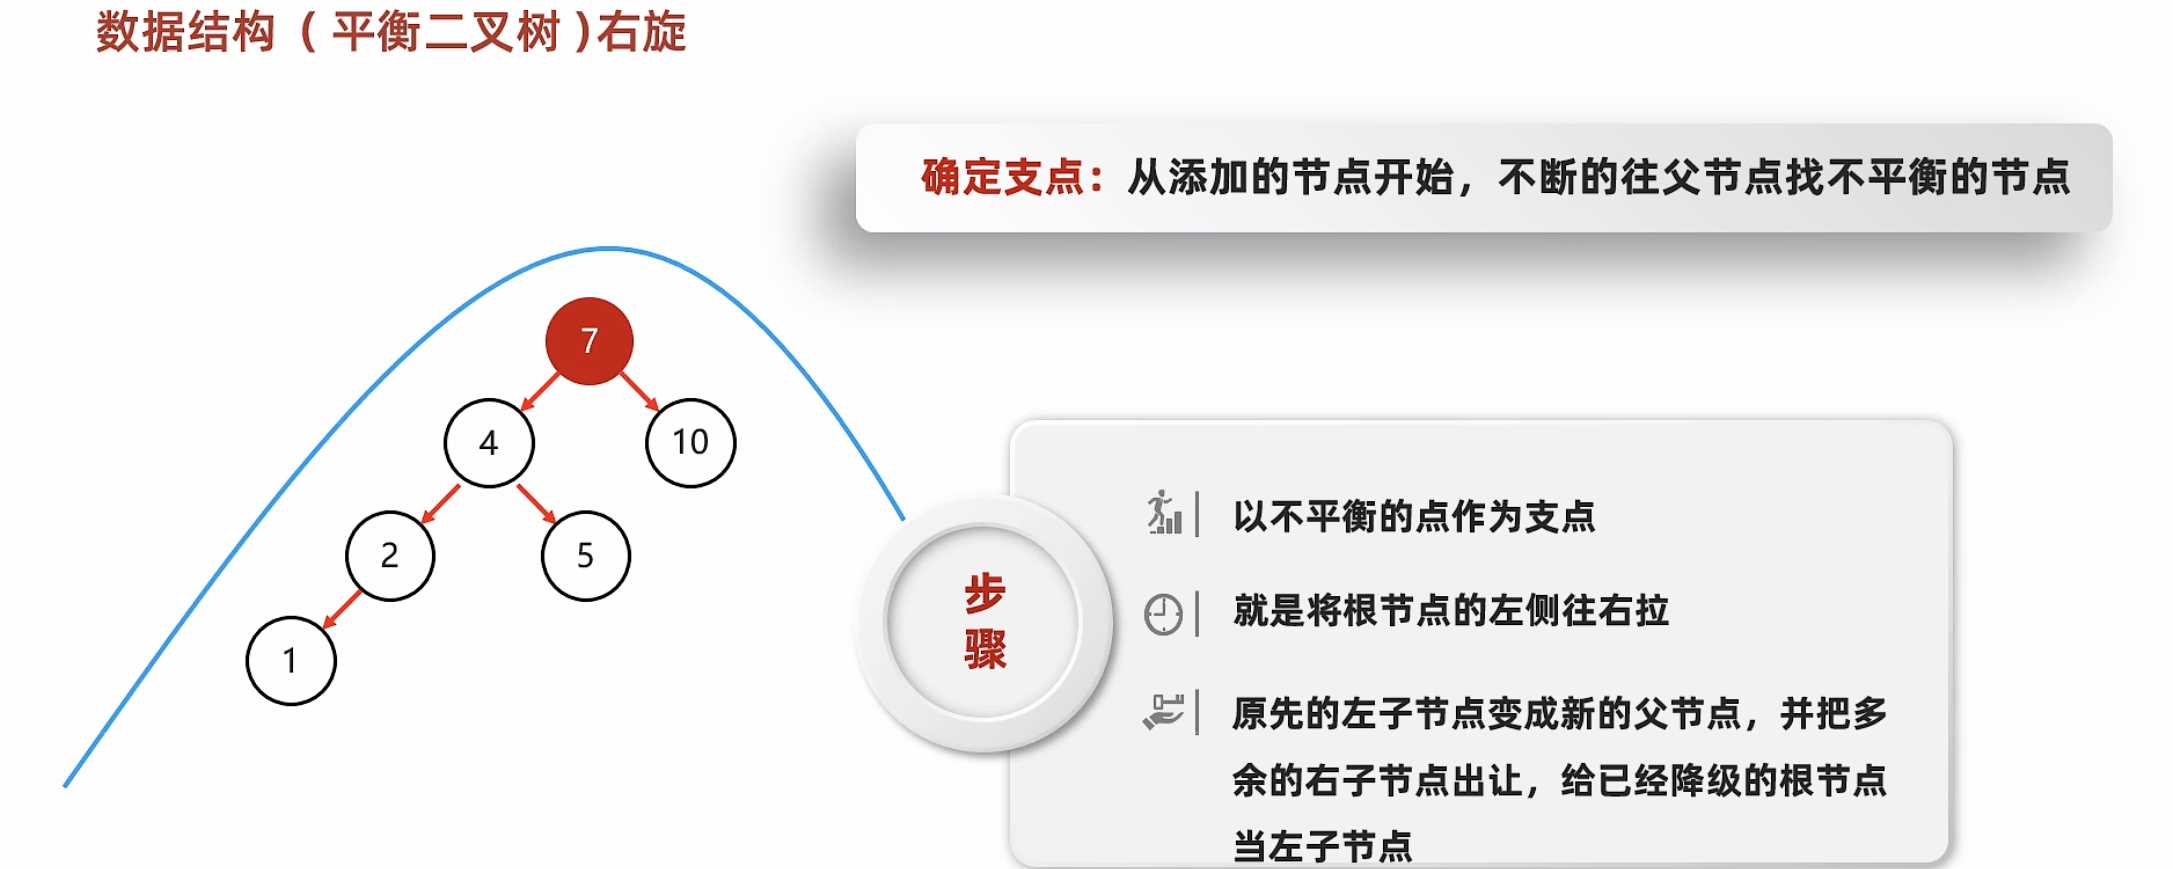 数据结构（平衡二叉树)右旋
确定支点：从添加的节点开始，不断的往父节点找不平衡的节点
7
4
10
2
5
1
步
骤
以不平衡的点作为支点
就是将根节点的左侧往右拉
原先的左子节点变成新的父节点，并把多
余的右子节点出让，给已经降级的根节点
当左子节点